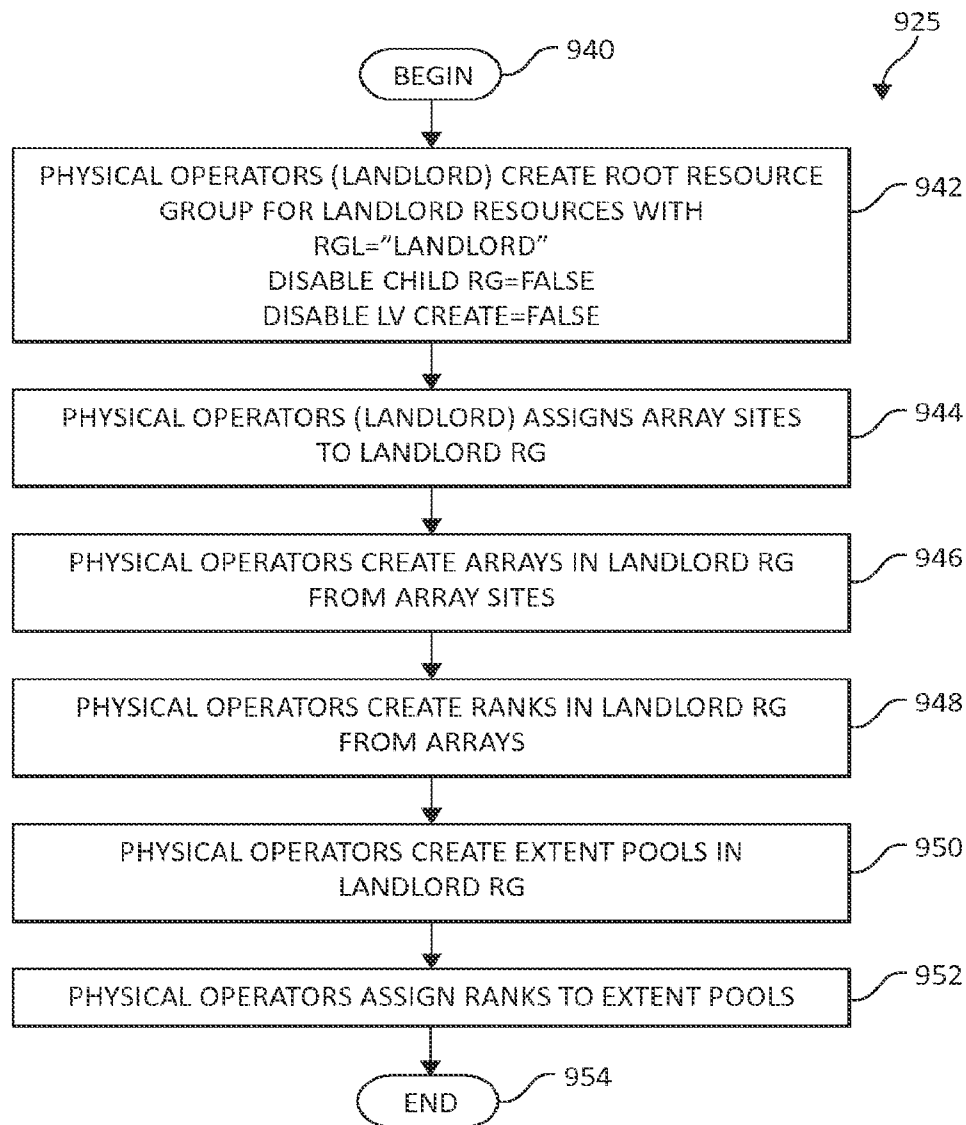 925
BEGIN
940
PHYSICAL OPERATORS (LANDLORD) CREATE ROOT RESOURCE
GROUP FOR LANDLORD RESOURCES WITH
RGL="LANDLORD"
DISABLE CHILD RG=FALSE
DISABLE LV CREATE=FALSE
942
PHYSICAL OPERATORS (LANDLORD) ASSIGNS ARRAY SITES
TO LANDLORD RG
944
PHYSICAL OPERATORS CREATE ARRAYS IN LANDLORD RG
FROM ARRAY SITES
946
PHYSICAL OPERATORS CREATE RANKS IN LANDLORD RG
FROM ARRAYS
948
PHYSICAL OPERATORS CREATE EXTENT POOLS IN
LANDLORD RG
950
PHYSICAL OPERATORS ASSIGN RANKS TO EXTENT POOLS
952
END
954